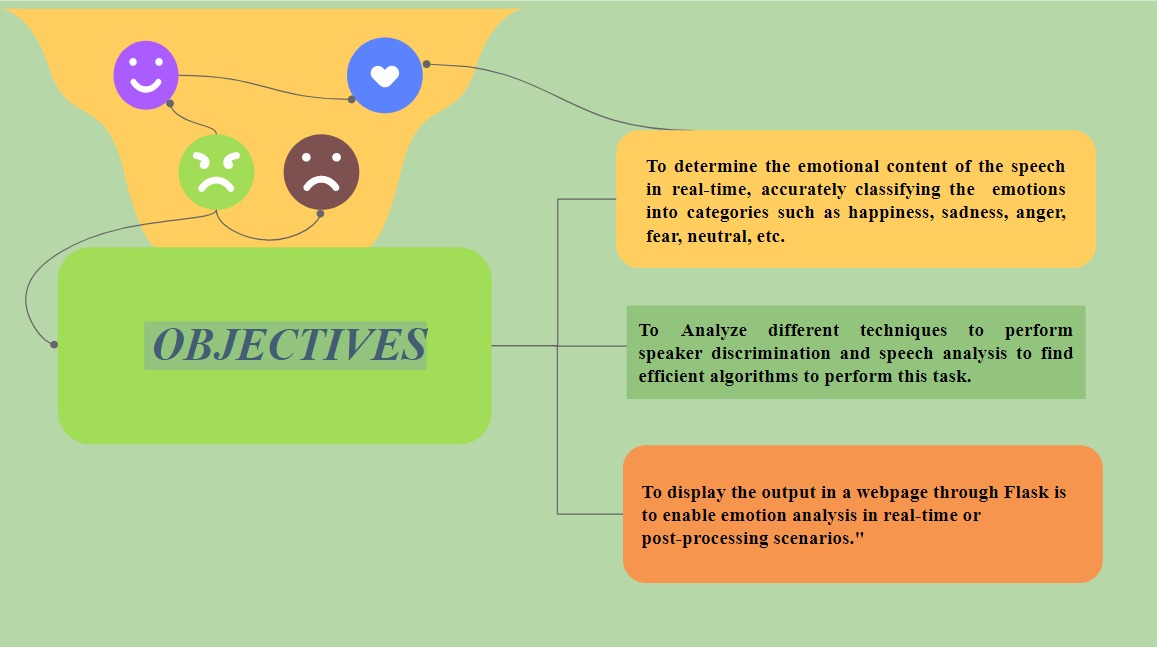 To determine the emotional content of the speech
in real-time, accurately classifying the emotions
into categories such as happiness, sadness, anger,
fear, neutral, etc.
OBJECTIVES
To Analyze different techniques to perform
speaker discrimination and speech analysis to find
efficient algorithms to perform this task.
To display the output in a webpage through Flask is
to enable emotion analysis in real-time or
post-processing scenarios."